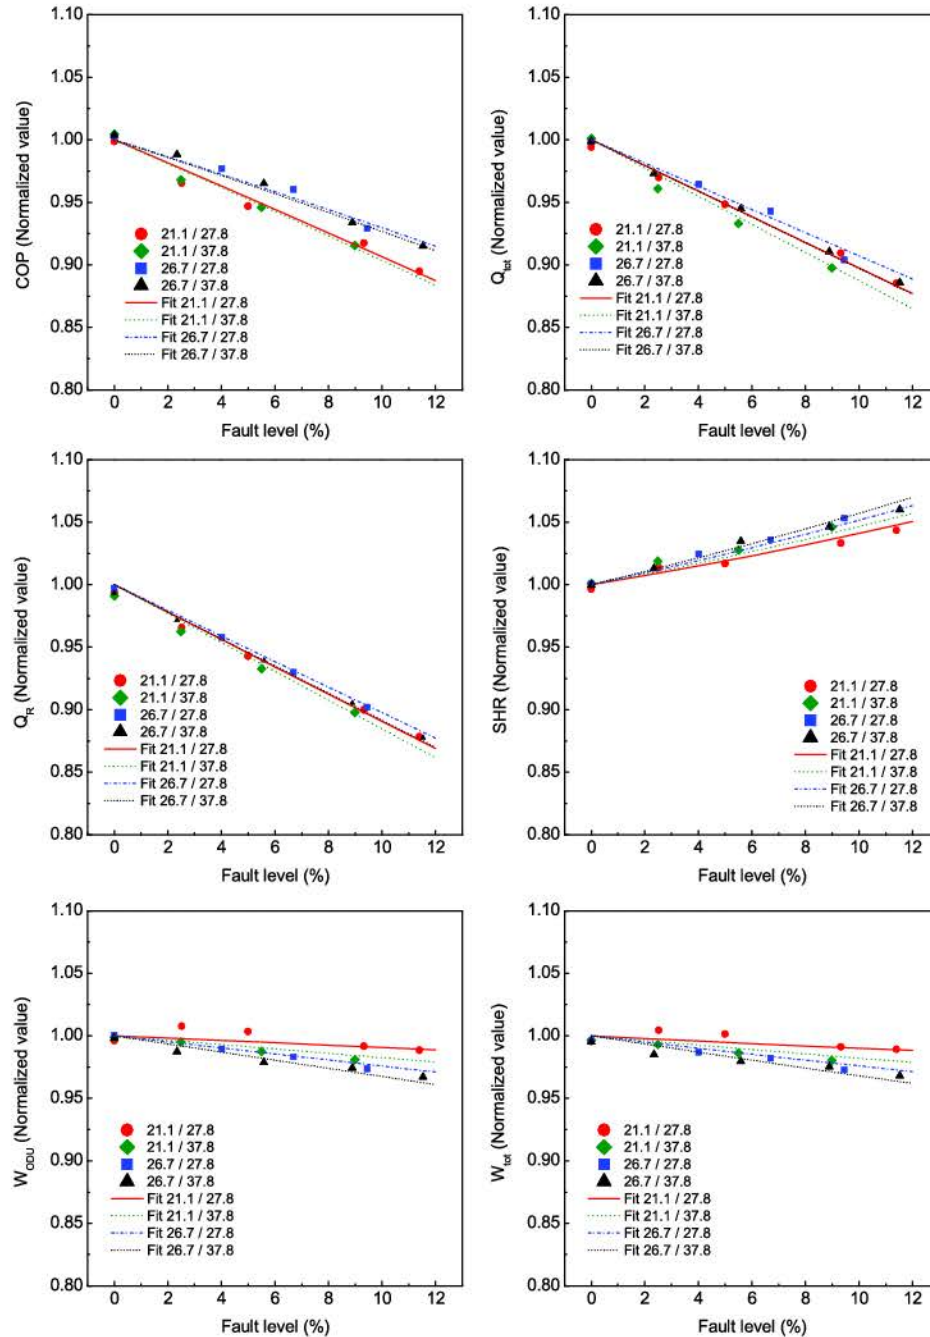 1.10
1.05
1.00
0.95
0.90
0.85
0.80
COP (Normalized value)
21.1 / 27.8
21.1 / 37.8
26.7 / 27.8
26.7 / 37.8
Fit 21.1 / 27.8
Fit 21.1 / 37.8
Fit 26.7 / 27.8
Fit 26.7 / 37.8
0 2 4 6 8 10 12
Fault level (%)
1.10
1.05
1.00
0.95
0.90
0.85
0.80
Qtot (Normalized value)
21.1 / 27.8
21.1 / 37.8
26.7 / 27.8
26.7 / 37.8
Fit 21.1 / 27.8
Fit 21.1 / 37.8
Fit 26.7 / 27.8
Fit 26.7 / 37.8
0 2 4 6 8 10 12
Fault level (%)
1.10
1.05
1.00
0.95
0.90
0.85
0.80
QR (Normalized value)
21.1 / 27.8
21.1 / 37.8
26.7 / 27.8
26.7 / 37.8
Fit 21.1 / 27.8
Fit 21.1 / 37.8
Fit 26.7 / 27.8
Fit 26.7 / 37.8
0 2 4 6 8 10 12
Fault level (%)
1.10
1.05
1.00
0.95
0.90
0.85
0.80
SHR (Normalized value)
21.1 / 27.8
21.1 / 37.8
26.7 / 27.8
26.7 / 37.8
Fit 21.1 / 27.8
Fit 21.1 / 37.8
Fit 26.7 / 27.8
Fit 26.7 / 37.8
0 2 4 6 8 10 12
Fault level (%)
1.10
1.05
1.00
0.95
0.90
0.85
0.80
WODU (Normalized value)
21.1 / 27.8
21.1 / 37.8
26.7 / 27.8
26.7 / 37.8
Fit 21.1 / 27.8
Fit 21.1 / 37.8
Fit 26.7 / 27.8
Fit 26.7 / 37.8
0 2 4 6 8 10 12
Fault level (%)
1.10
1.05
1.00
0.95
0.90
0.85
0.80
Wtot (Normalized value)
21.1 / 27.8
21.1 / 37.8
26.7 / 27.8
26.7 / 37.8
Fit 21.1 / 27.8
Fit 21.1 / 37.8
Fit 26.7 / 27.8
Fit 26.7 / 37.8
0 2 4 6 8 10 12
Fault level (%)